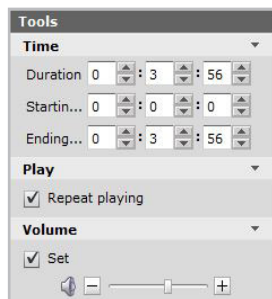 Tools
Time
Duration 0 : 3 : 56
Startin... 0 : 0 : 0
Ending... 0 : 3 : 56
Play
Repeat playing
Volume
Set